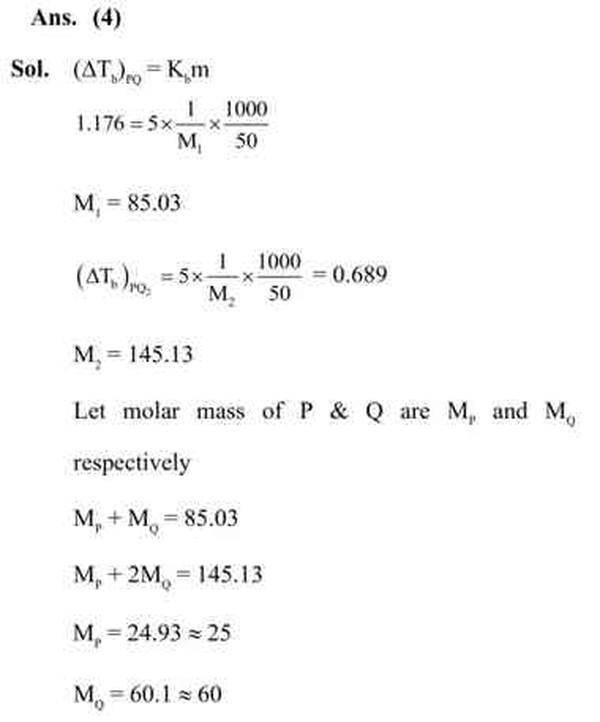 Ans. (4)
Sol. (ΔT_b)_PQ = K_b m
1.176 = 5 × 1/M_1 × 1000/50
M_1 = 85.03
(ΔT_b)_PQ_2 = 5 × 1/M_2 × 1000/50 = 0.689
M_2 = 145.13
Let molar mass of P & Q are M_P and M_Q
respectively
M_P + M_Q = 85.03
M_P + 2M_Q = 145.13
M_P = 24.93 ≈ 25
M_Q = 60.1 ≈ 60